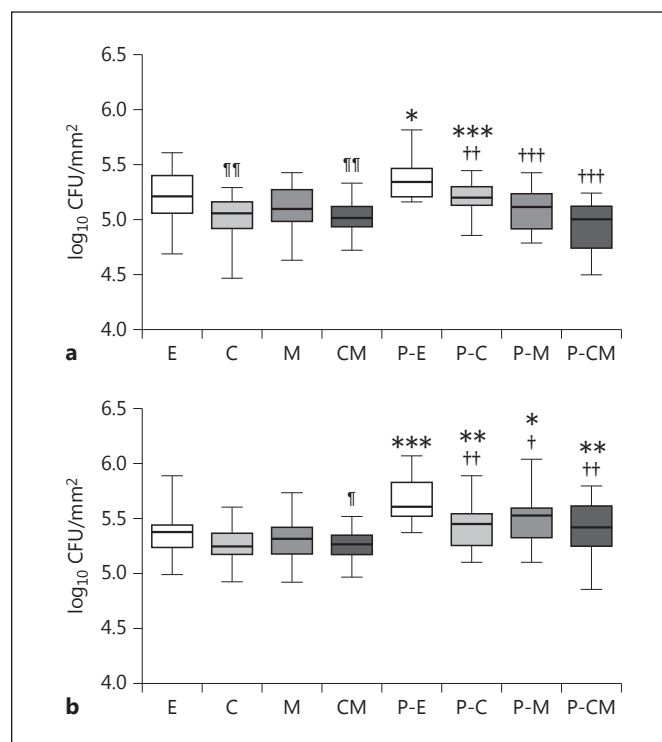 6.5
6.0
5.5
5.0
4.5
4.0
log₁₀ CFU/mm²
*
***
¶¶ ¶¶ †† ††† †††
a E C M CM P-E P-C P-M P-CM
6.5
6.0
5.5
5.0
4.5
4.0
log₁₀ CFU/mm²
*** ** * **
¶ †† † ††
b E C M CM P-E P-C P-M P-CM